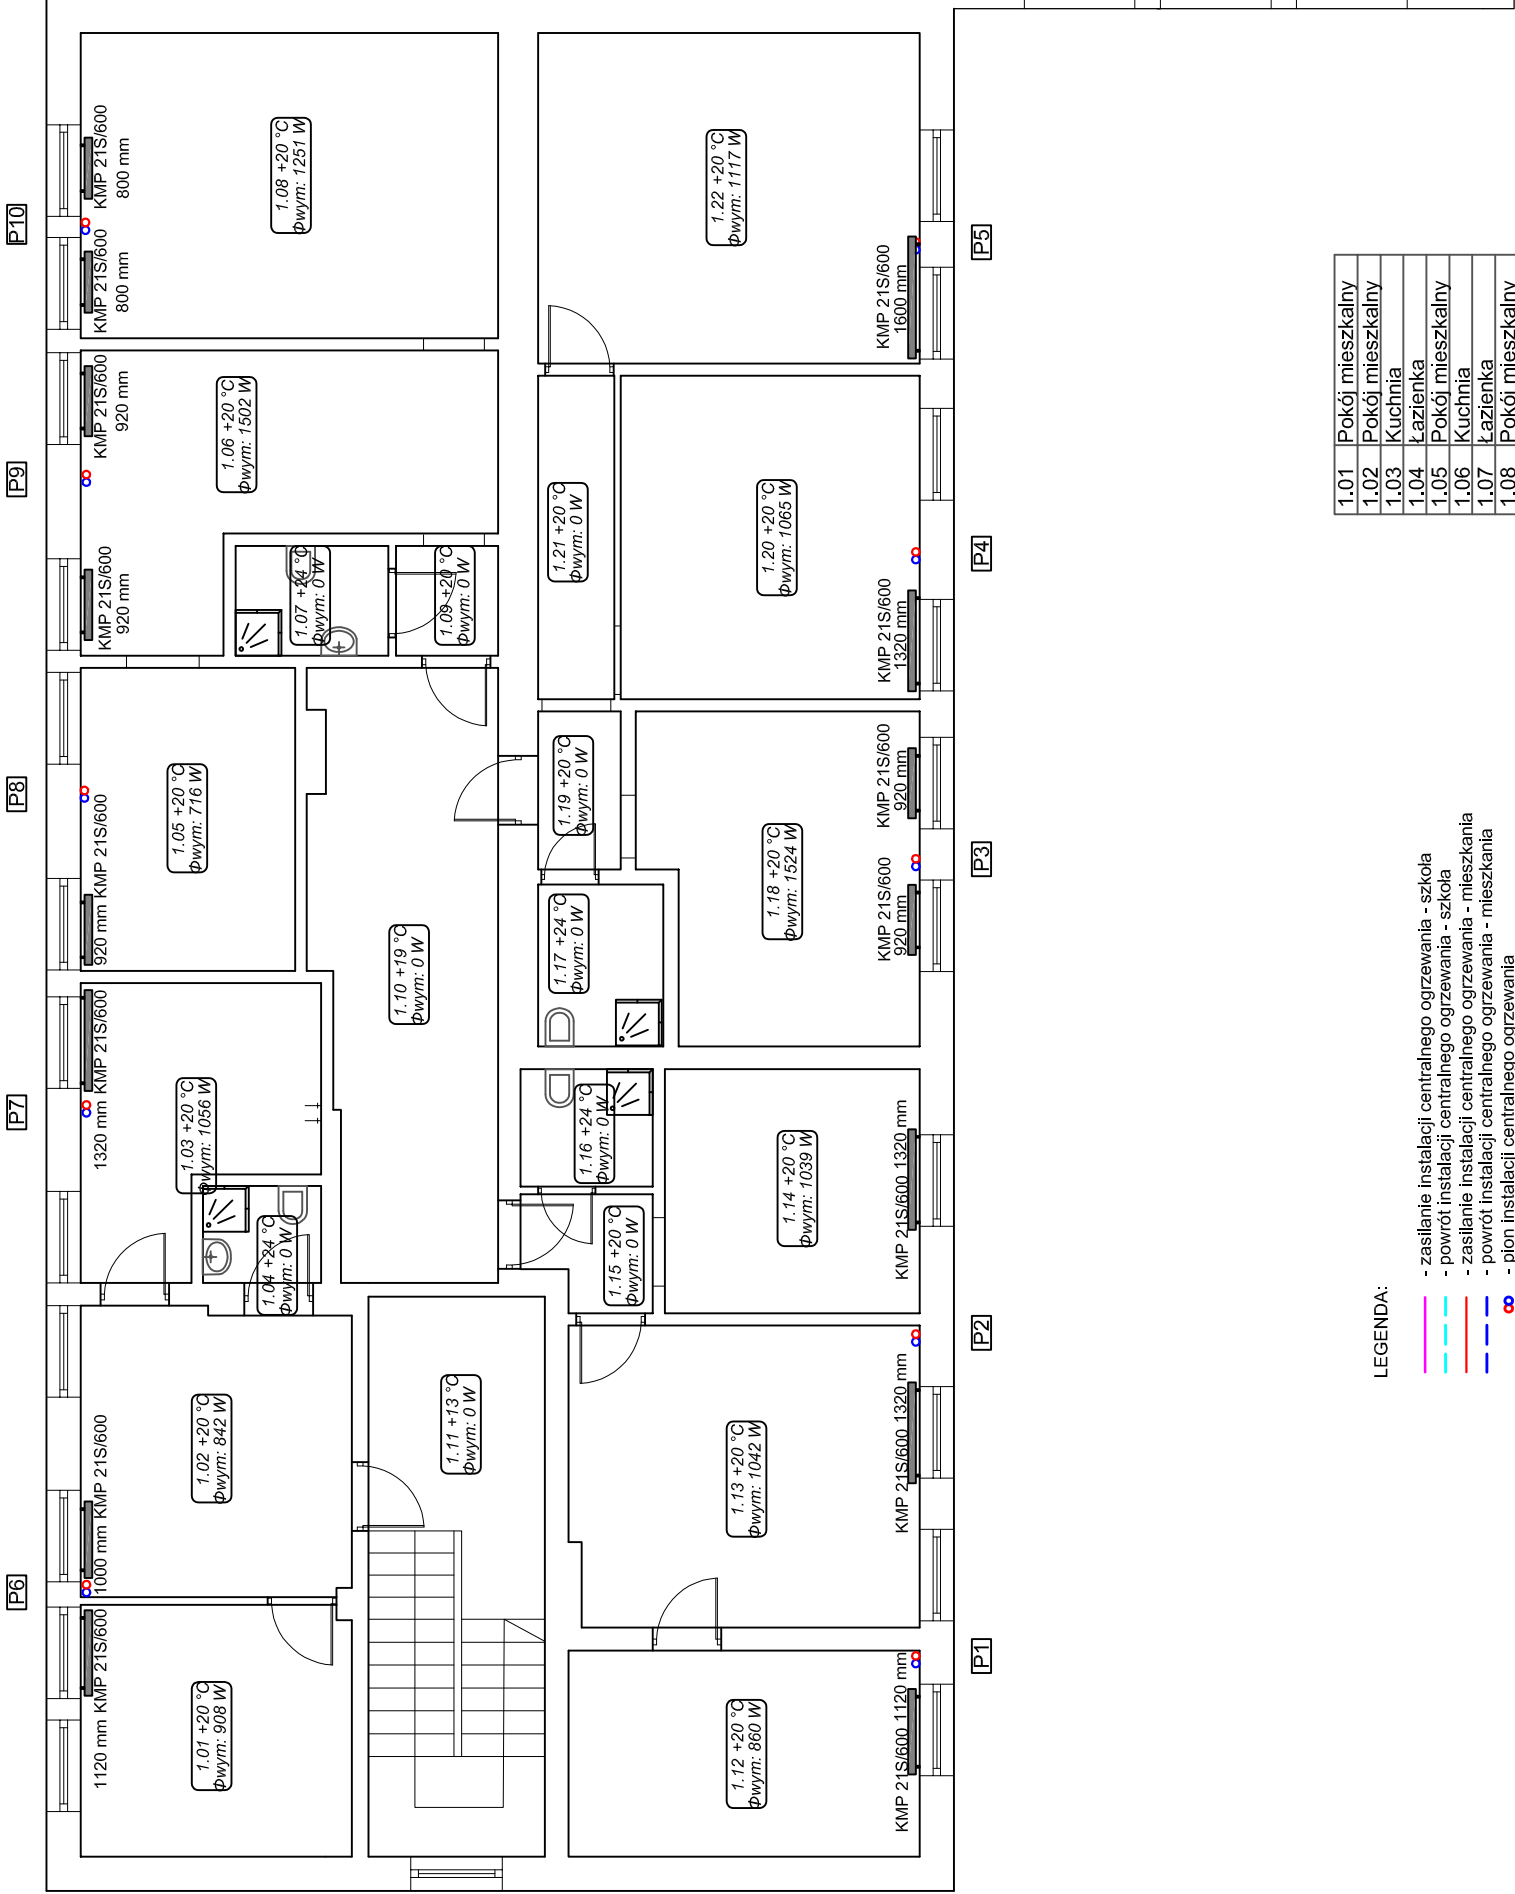 P10
P9
P8
P7
P6
KMP 21S/600
800 mm
KMP 21S/600
800 mm
1.08 +20 °C
Φwym: 1251 W
KMP 21S/600
920 mm
1.06 +20 °C
Φwym: 1502 W
KMP 21S/600
920 mm
1.07 +24 °C
Φwym: 0 W
1.09 +20 °C
Φwym: 0 W
1.05 +20 °C
Φwym: 716 W
920 mm KMP 21S/600
1.10 +19 °C
Φwym: 0 W
1320 mm KMP 21S/600
1.03 +20 °C
Φwym: 1056 W
1.04 +24 °C
Φwym: 0 W
1.02 +20 °C
Φwym: 842 W
1000 mm KMP 21S/600
1120 mm KMP 21S/600
1.01 +20 °C
Φwym: 908 W
1.11 +13 °C
Φwym: 0 W
1.22 +20 °C
Φwym: 1117 W
KMP 21S/600
1600 mm
1.21 +20 °C
Φwym: 0 W
1.20 +20 °C
Φwym: 1065 W
KMP 21S/600
1320 mm
1.19 +20 °C
Φwym: 0 W
KMP 21S/600
920 mm
1.18 +20 °C
Φwym: 1524 W
KMP 21S/600
920 mm
1.17 +24 °C
Φwym: 0 W
1.16 +24 °C
Φwym: 0 W
1.14 +20 °C
Φwym: 1039 W
KMP 21S/600 1320 mm
1.15 +20 °C
Φwym: 0 W
1.13 +20 °C
Φwym: 1042 W
KMP 21S/600 1320 mm
1.12 +20 °C
Φwym: 860 W
KMP 21S/600 1120 mm
P5
P4
P3
P2
P1
1.01 Pokój mieszkalny
1.02 Pokój mieszkalny
1.03 Kuchnia
1.04 Łazienka
1.05 Pokój mieszkalny
1.06 Kuchnia
1.07 Łazienka
1.08 Pokój mieszkalny
LEGENDA:
- zasilanie instalacji centralnego ogrzewania - szkoła
- powrót instalacji centralnego ogrzewania - szkoła
- zasilanie instalacji centralnego ogrzewania - mieszkania
- powrót instalacji centralnego ogrzewania - mieszkania
- pion instalacji centralnego ogrzewania